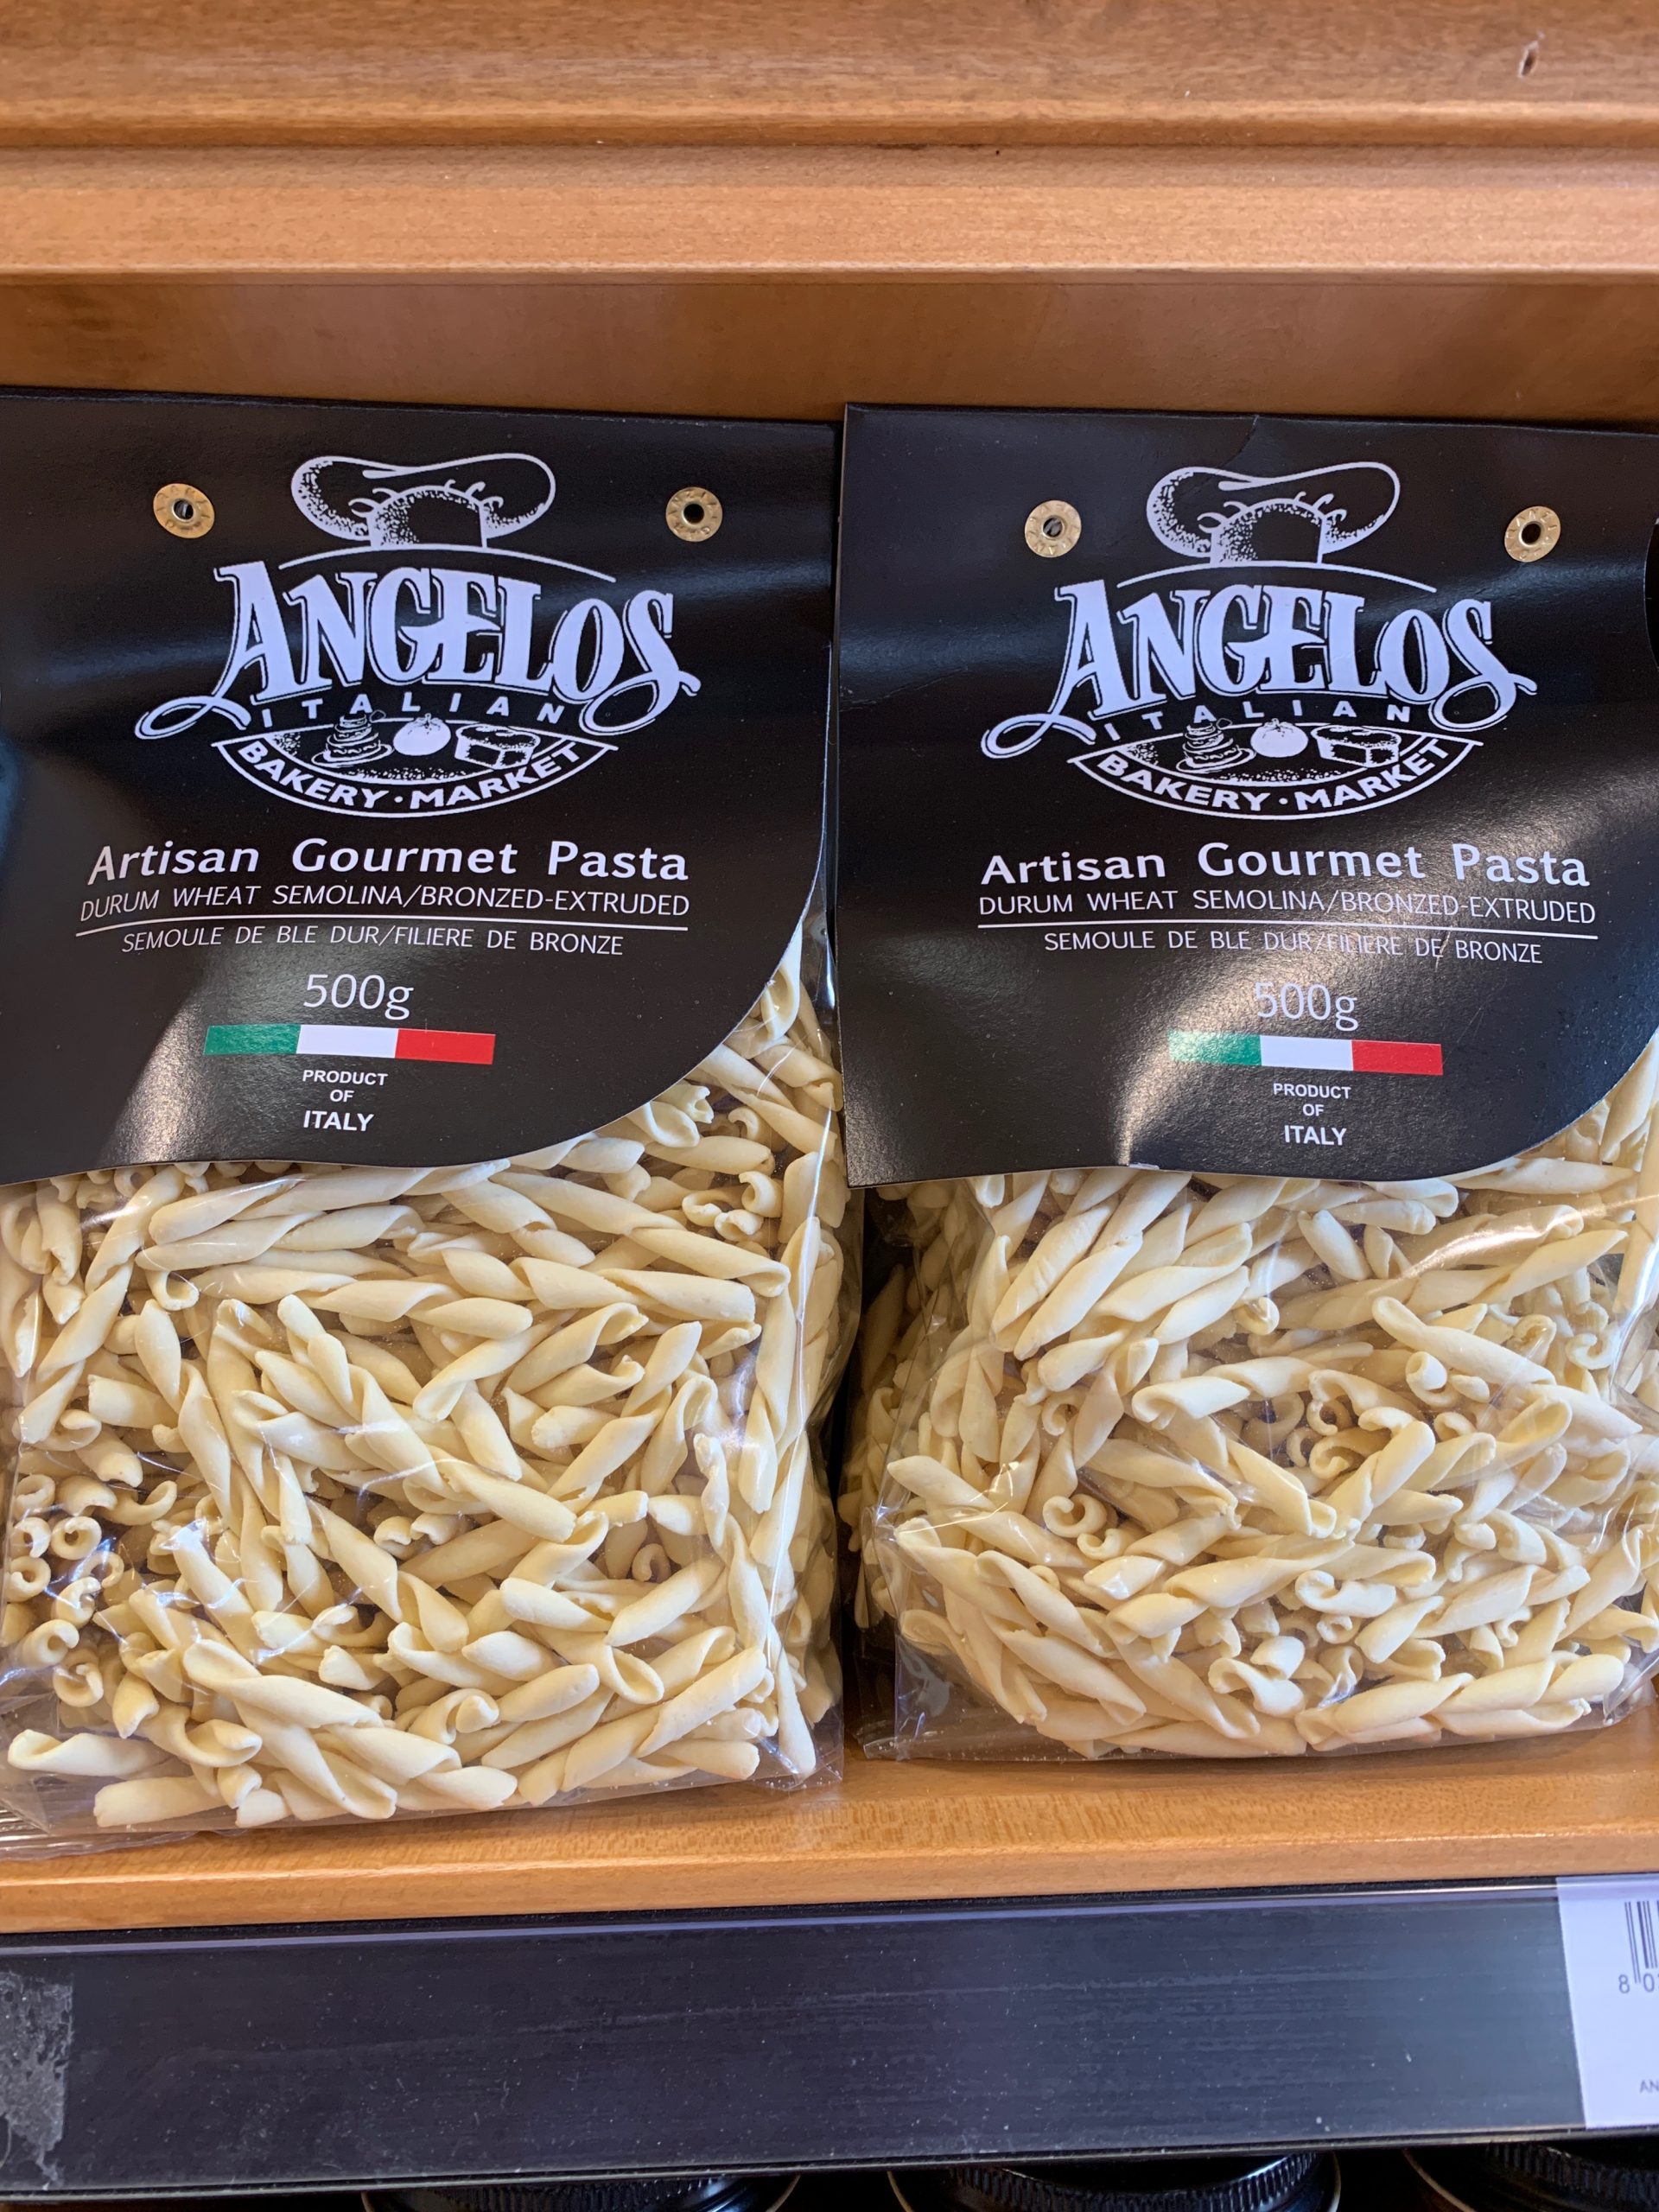 ANGELOS
ITALIAN
BAKERY · MARKET
Artisan Gourmet Pasta
DURUM WHEAT SEMOLINA/BRONZED-EXTRUDED
SEMOULE DE BLE DUR/FILIERE DE BRONZE
500g
PRODUCT
OF
ITALY
ANGELOS
ITALIAN
BAKERY · MARKET
Artisan Gourmet Pasta
DURUM WHEAT SEMOLINA/BRONZED-EXTRUDED
SEMOULE DE BLE DUR/FILIERE DE BRONZE
500g
PRODUCT
OF
ITALY